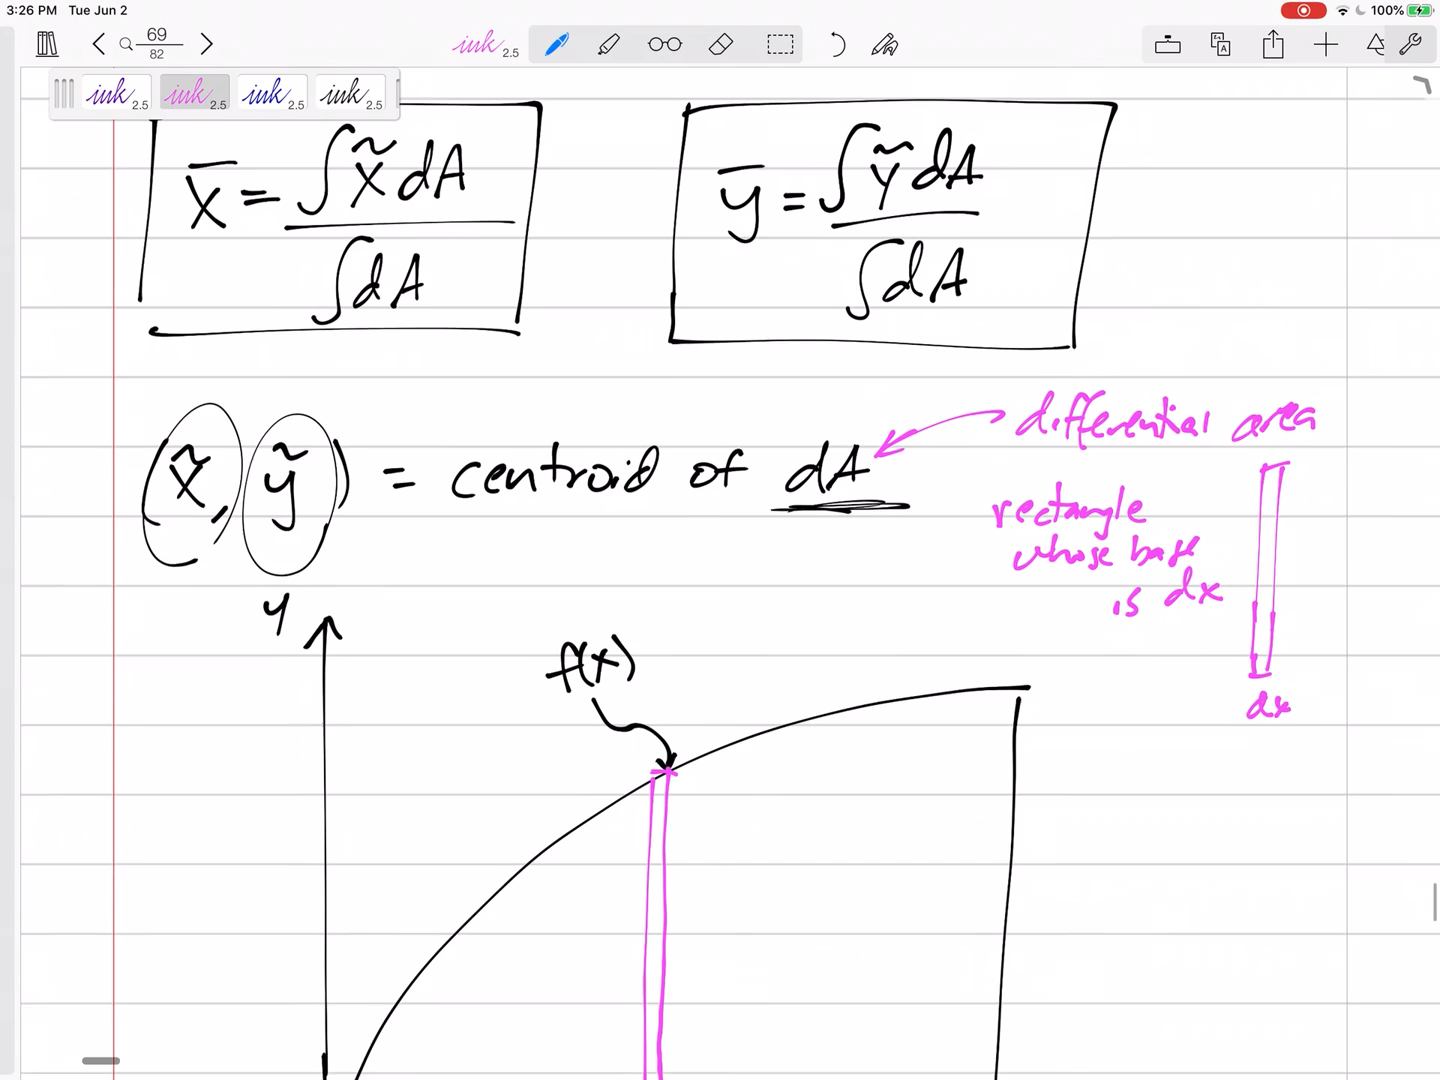 3:26 PM Tue Jun 2
100%
69
82
ink 2.5
ink 2.5 ink 2.5 ink 2.5 ink 2.5
x̄ = ∫x̃ dA / ∫dA
ȳ = ∫ỹ dA / ∫dA
(x̃, ỹ) = centroid of dA
differential area
rectangle
whose base
is dx
dx
y
f(x)